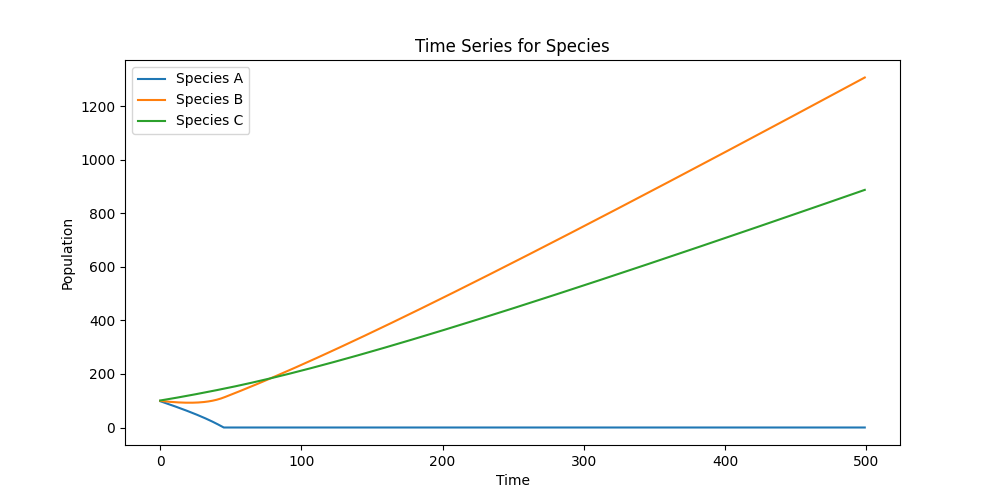 Time Series for Species
Species A
Species B
Species C
Population
1200
1000
800
600
400
200
0
0 100 200 300 400 500
Time